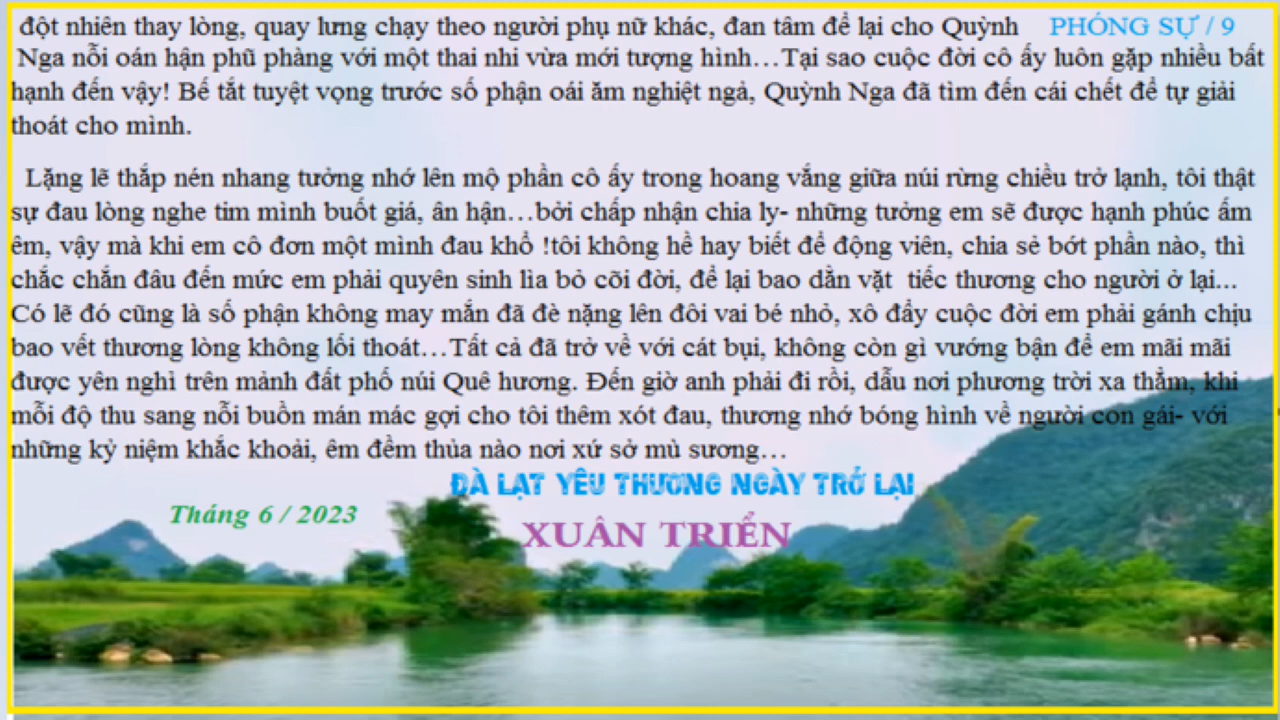 đột nhiên thay lòng, quay lưng chạy theo người phụ nữ khác, đan tâm để lại cho Quỳnh PHÓNG SỰ / 9
Nga nỗi oán hận phũ phàng với một thai nhi vừa mới tượng hình…Tại sao cuộc đời cô ấy luôn gặp nhiều bất
hạnh đến vậy! Bế tắt tuyệt vọng trước số phận oái ăm nghiệt ngả, Quỳnh Nga đã tìm đến cái chết để tự giải
thoát cho mình.
Lặng lẽ thắp nén nhang tưởng nhớ lên mộ phần cô ấy trong hoang vắng giữa núi rừng chiều trở lạnh, tôi thật
sự đau lòng nghe tim mình buốt giá, ân hận…bởi chấp nhận chia ly- những tưởng em sẽ được hạnh phúc ấm
êm, vậy mà khi em cô đơn một mình đau khổ !tôi không hề hay biết để động viên, chia sẻ bớt phần nào, thì
chắc chắn đâu đến mức em phải quyên sinh lìa bỏ cõi đời, để lại bao dằn vặt tiếc thương cho người ở lại...
Có lẽ đó cũng là số phận không may mắn đã đè nặng lên đôi vai bé nhỏ, xô đẩy cuộc đời em phải gánh chịu
bao vết thương lòng không lối thoát…Tất cả đã trở về với cát bụi, không còn gì vướng bận để em mãi mãi
được yên nghỉ trên mảnh đất phố núi Quê hương. Đến giờ anh phải đi rồi, dẫu nơi phương trời xa thẳm, khi
mỗi độ thu sang nỗi buồn mán mác gợi cho tôi thêm xót đau, thương nhớ bóng hình về người con gái- với
những kỷ niệm khắc khoải, êm đềm thủa nào nơi xứ sở mù sương…
ĐÀ LẠT YÊU THƯƠNG NGÀY TRỞ LẠI
Tháng 6 / 2023
XUÂN TRIỂN